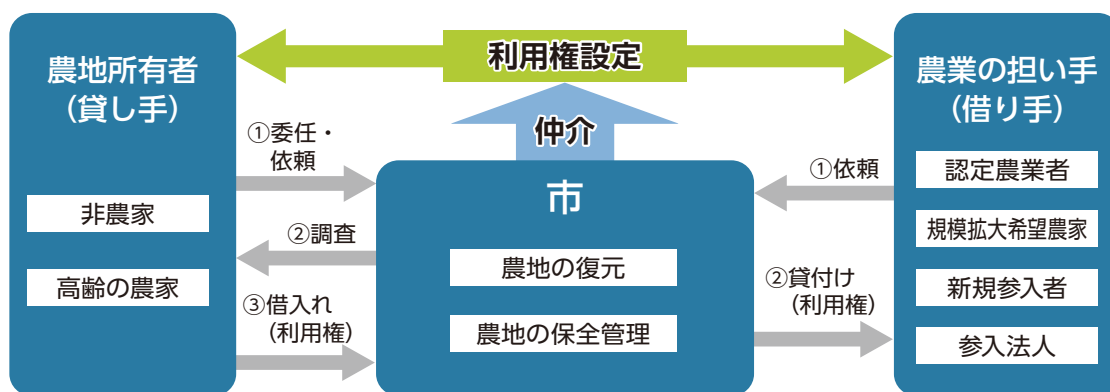 利用権設定
仲介
農地所有者
（貸し手）
非農家
高齢の農家
①委任・
依頼
②調査
③借入れ
（利用権）
市
農地の復元
農地の保全管理
①依頼
②貸付け
（利用権）
農業の担い手
（借り手）
認定農業者
規模拡大希望農家
新規参入者
参入法人